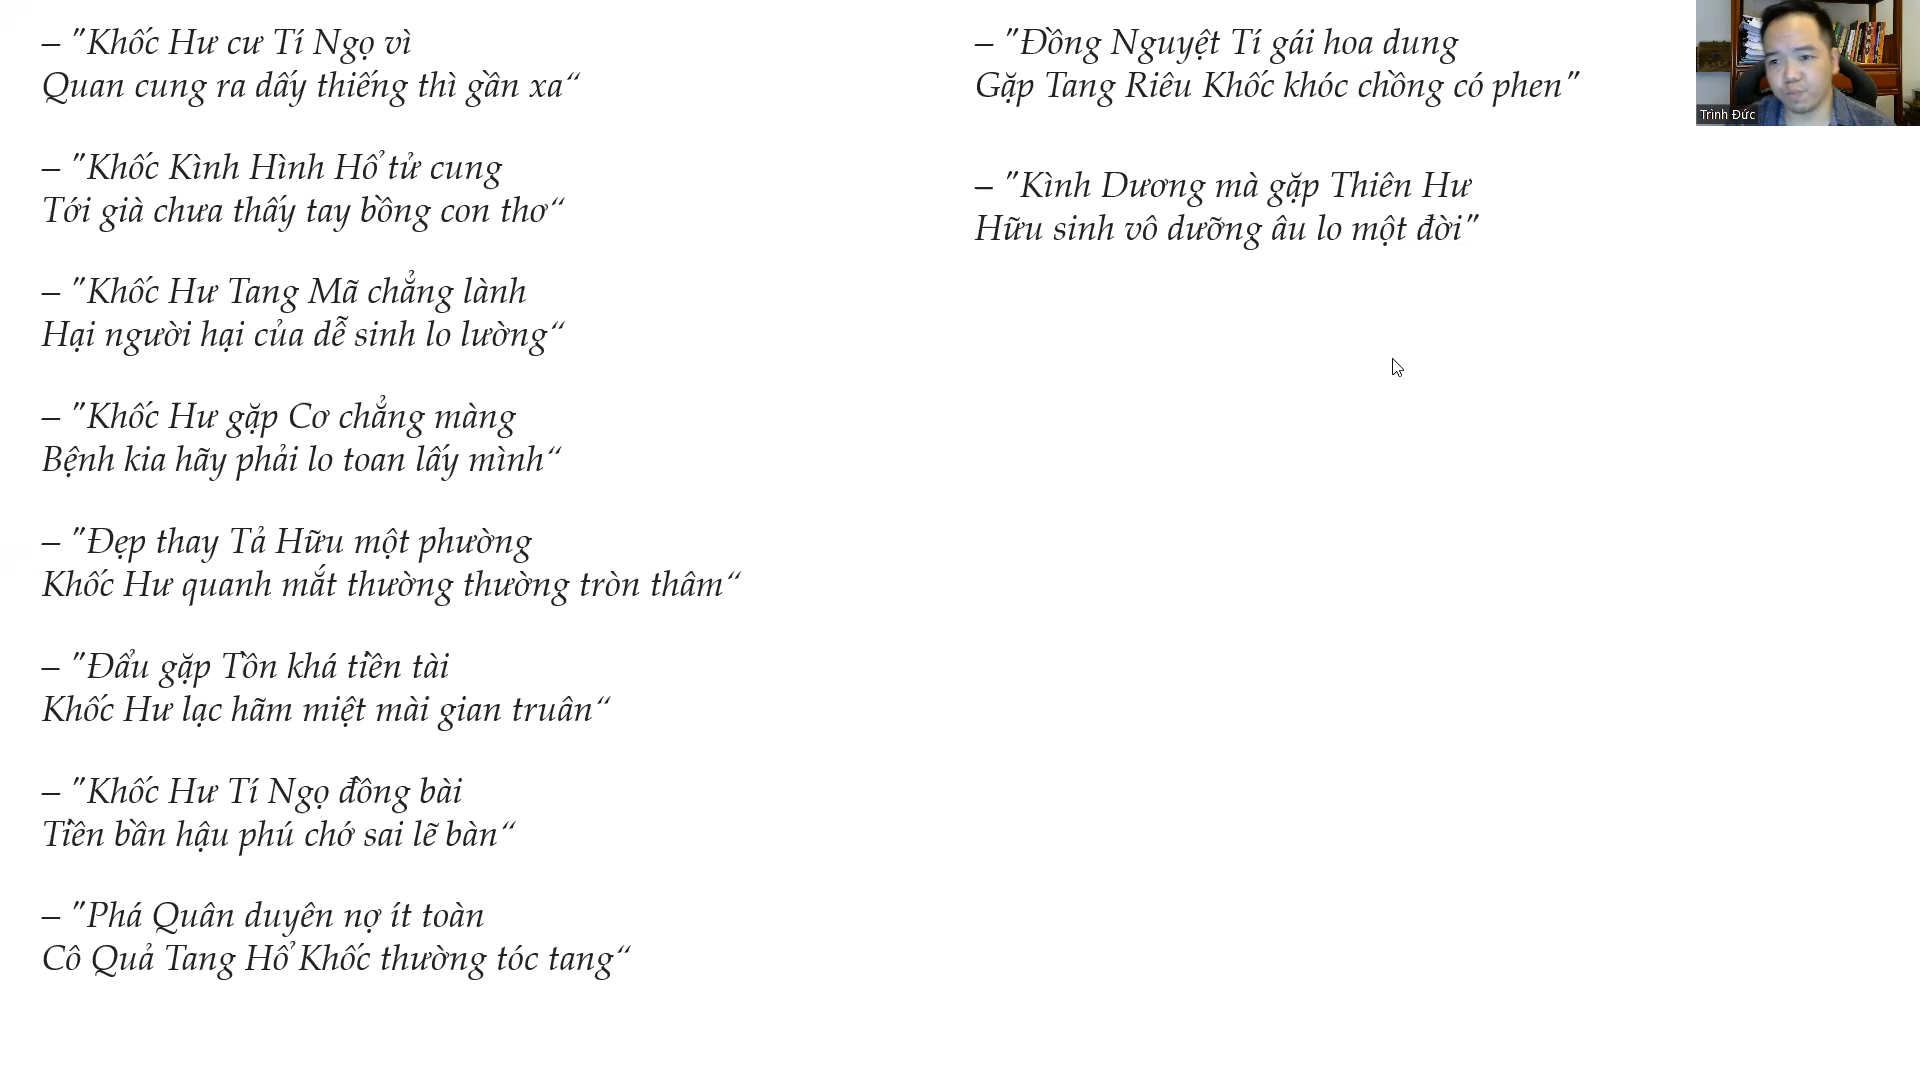 – "Khốc Hư cư Tí Ngọ vì
Quan cung ra dấy thiếng thì gần xa“
– "Khốc Kình Hình Hổ tử cung
Tới già chưa thấy tay bồng con thơ“
– "Khốc Hư Tang Mã chẳng lành
Hại người hại của dễ sinh lo lường“
– "Khốc Hư gặp Cơ chẳng màng
Bệnh kia hãy phải lo toan lấy mình“
– "Đẹp thay Tả Hữu một phường
Khốc Hư quanh mắt thường thường tròn thâm“
– "Đẩu gặp Tồn khá tiền tài
Khốc Hư lạc hãm miệt mài gian truân“
– "Khốc Hư Tí Ngọ đồng bài
Tiền bần hậu phú chớ sai lẽ bàn“
– "Phá Quân duyên nợ ít toàn
Cô Quả Tang Hổ Khốc thường tóc tang“
– "Đồng Nguyệt Tí gái hoa dung
Gặp Tang Riêu Khốc khóc chồng có phen"
– "Kình Dương mà gặp Thiên Hư
Hữu sinh vô dưỡng âu lo một đời"
Trình Đức